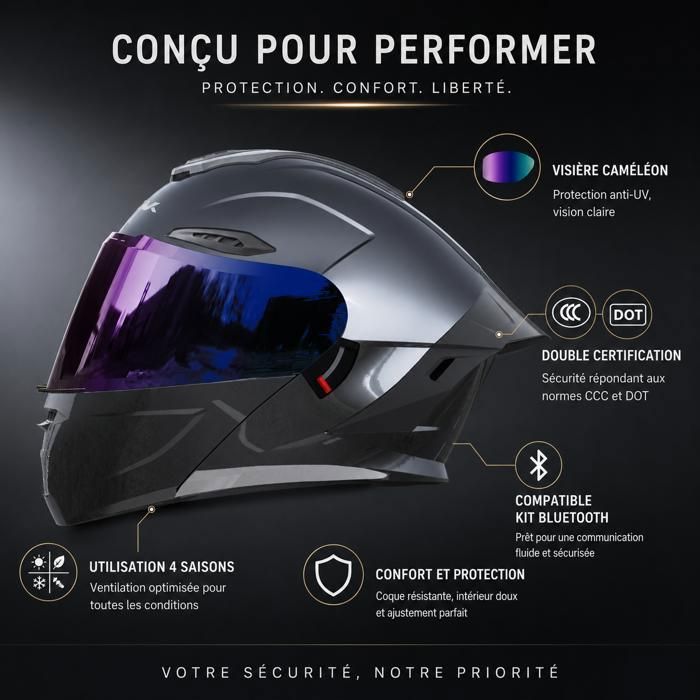 CONÇU POUR PERFORMER
PROTECTION. CONFORT. LIBERTÉ.
VISIÈRE CAMÉLÉON
Protection anti-UV,
vision claire
CCC
DOT
DOUBLE CERTIFICATION
Sécurité répondant aux
normes CCC et DOT
COMPATIBLE
KIT BLUETOOTH
Prêt pour une communication
fluide et sécurisée
UTILISATION 4 SAISONS
Ventilation optimisée pour
toutes les conditions
CONFORT ET PROTECTION
Coque résistante, intérieur doux
et ajustement parfait
VOTRE SÉCURITÉ, NOTRE PRIORITÉ